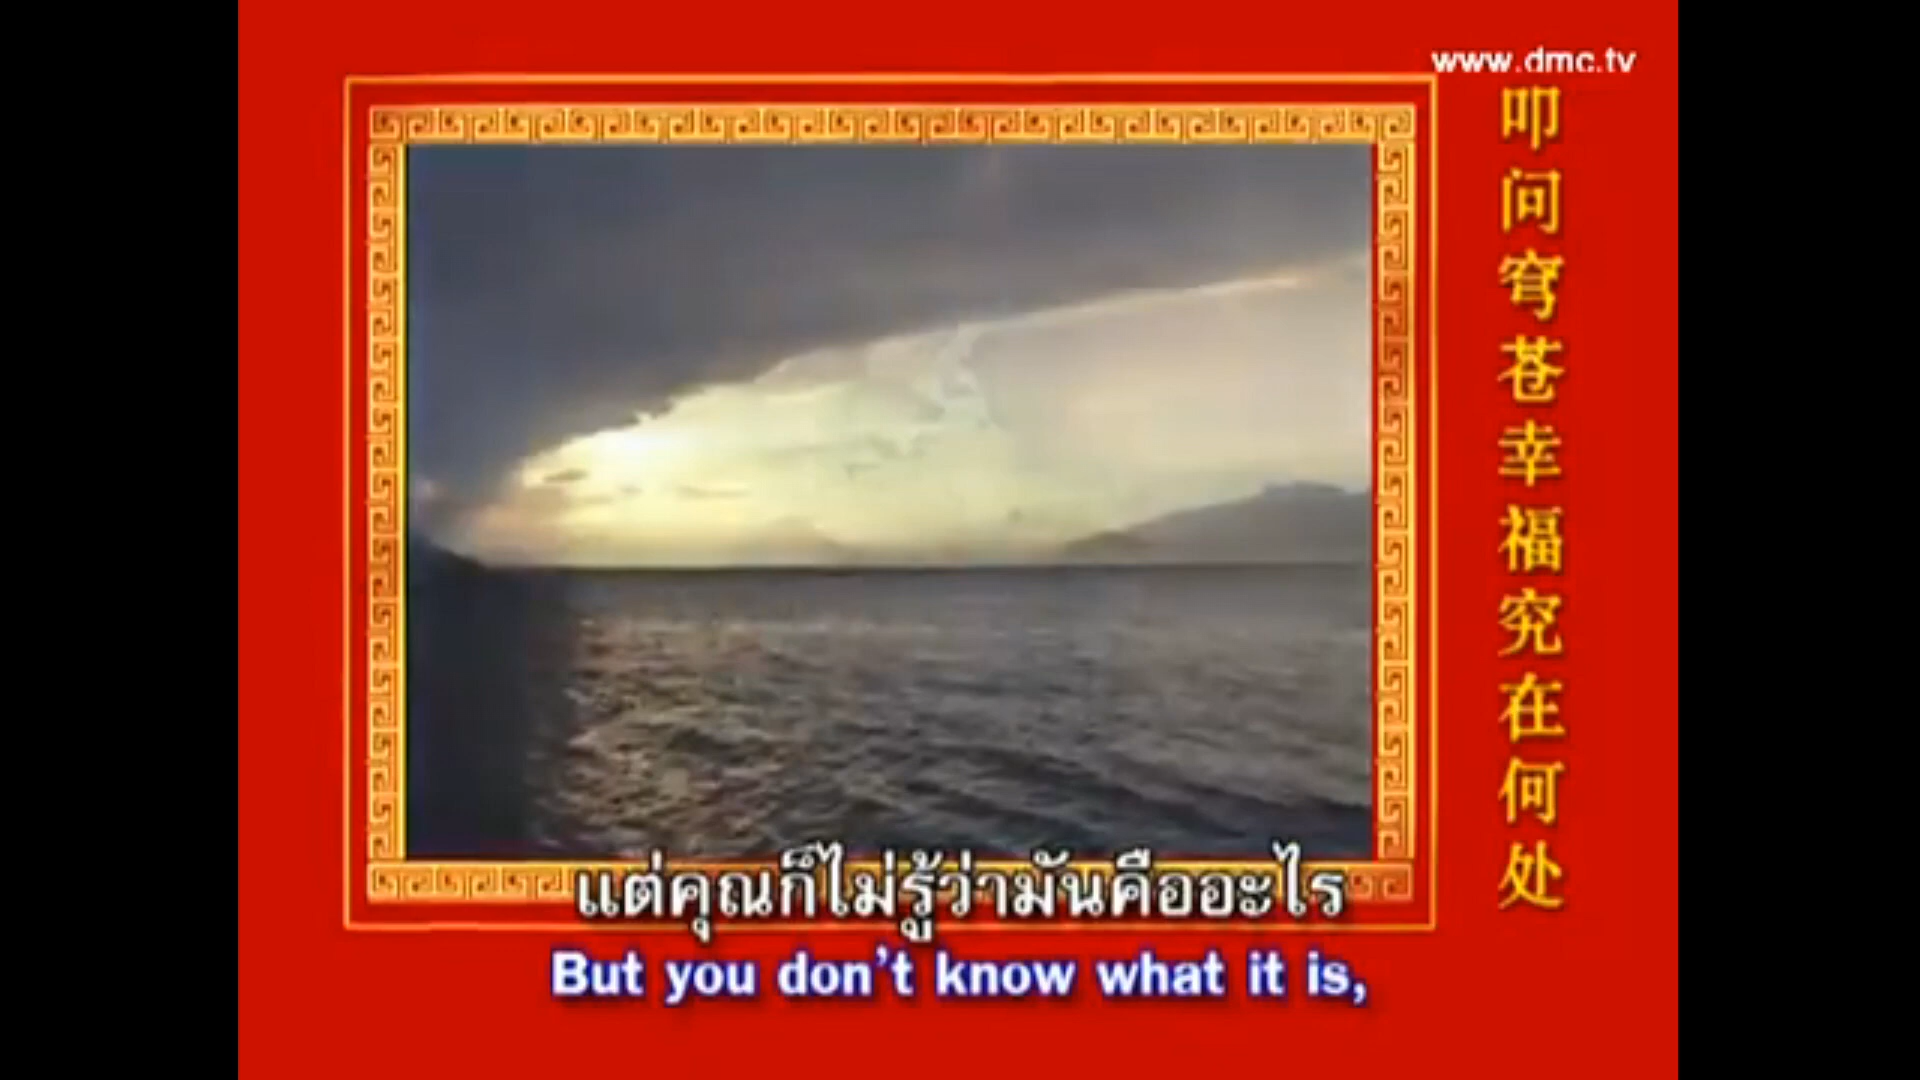 www.dmc.tv
叩问穹苍幸福究在何处
แต่คุณก็ไม่รู้ว่ามันคืออะไร
But you don't know what it is,